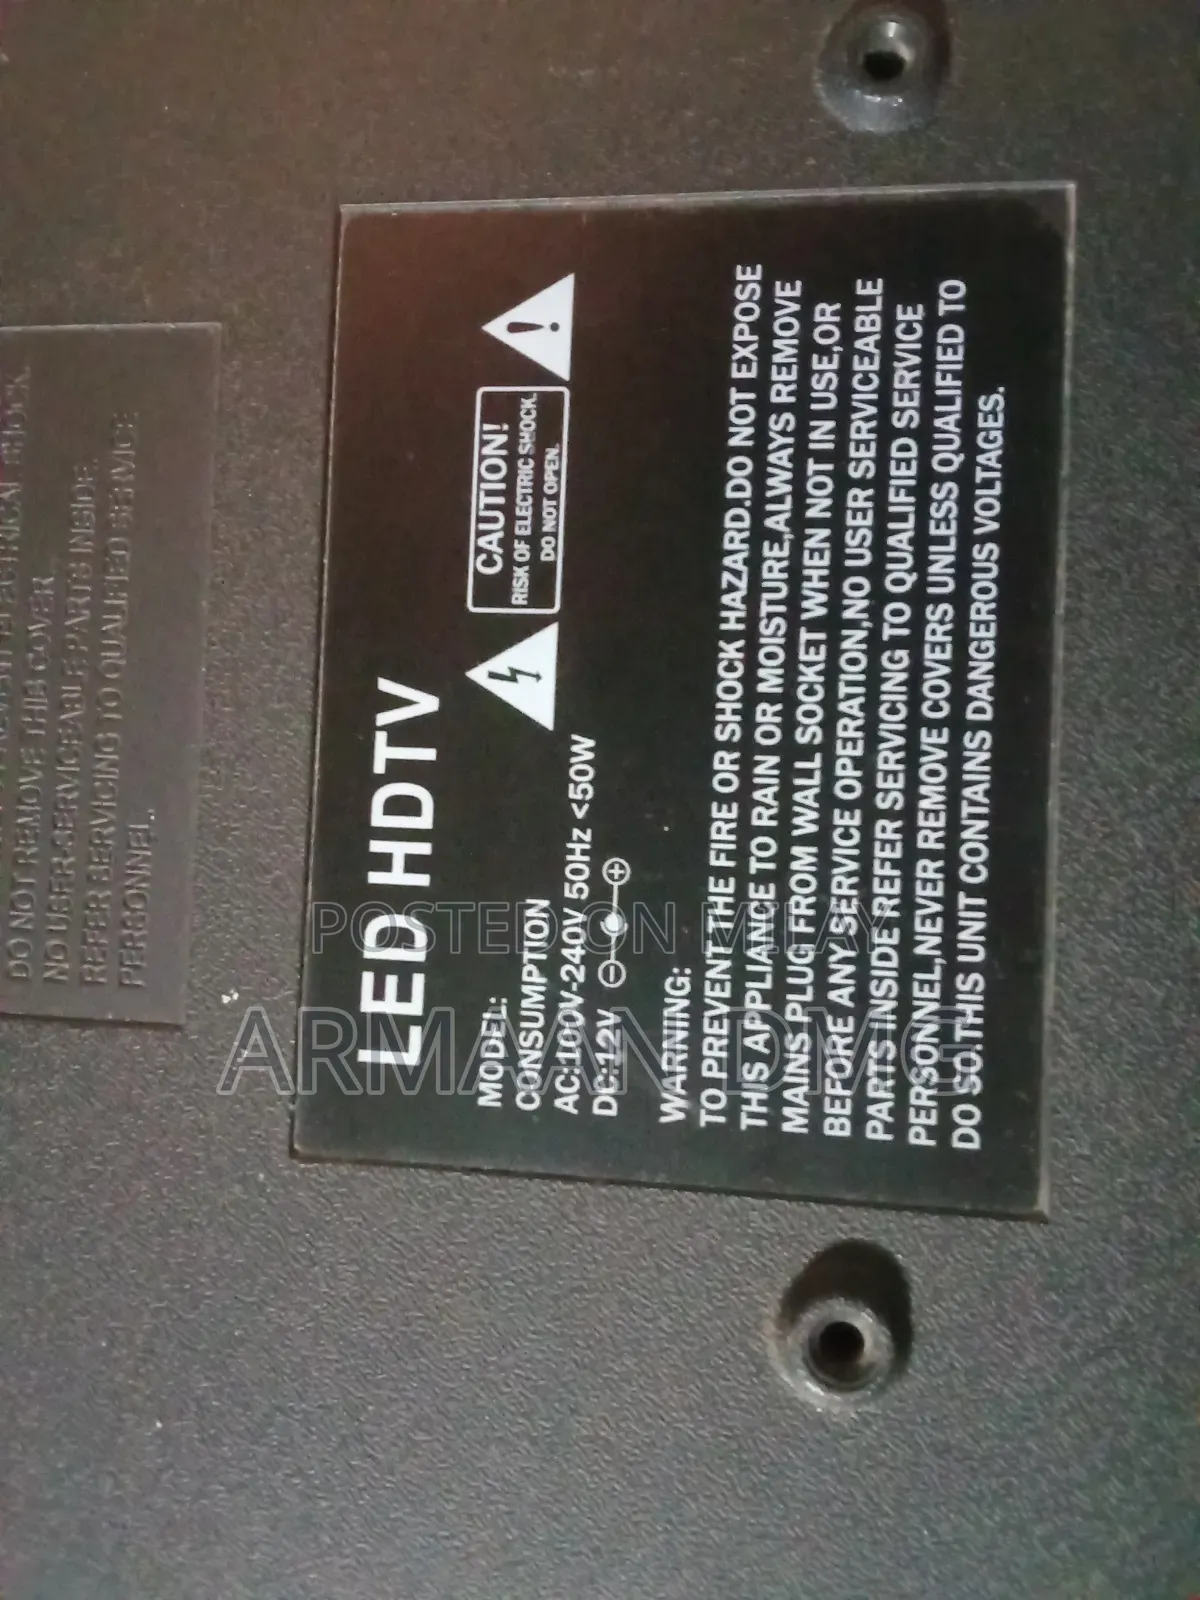 DO NOT REMOVE THIS COVER
NO USER-SERVICEABLE PARTS INSIDE.
REFER SERVICING TO QUALIFIED SERVICE
PERSONNEL.
LED HDTV
MODEL:
CONSUMPTION
AC:100V-240V 50Hz <50W
DC:12V
CAUTION!
RISK OF ELECTRIC SHOCK.
DO NOT OPEN.
WARNING:
TO PREVENT THE FIRE OR SHOCK HAZARD.DO NOT EXPOSE
THIS APPLIANCE TO RAIN OR MOISTURE,ALWAYS REMOVE
MAINS PLUG FROM WALL SOCKET WHEN NOT IN USE,OR
BEFORE ANY SERVICE OPERATION,NO USER SERVICEABLE
PARTS INSIDE REFER SERVICING TO QUALIFIED SERVICE
PERSONNEL,NEVER REMOVE COVERS UNLESS QUALIFIED TO
DO SO.THIS UNIT CONTAINS DANGEROUS VOLTAGES.
POSTED ON MELAY
ARMAAN DMG